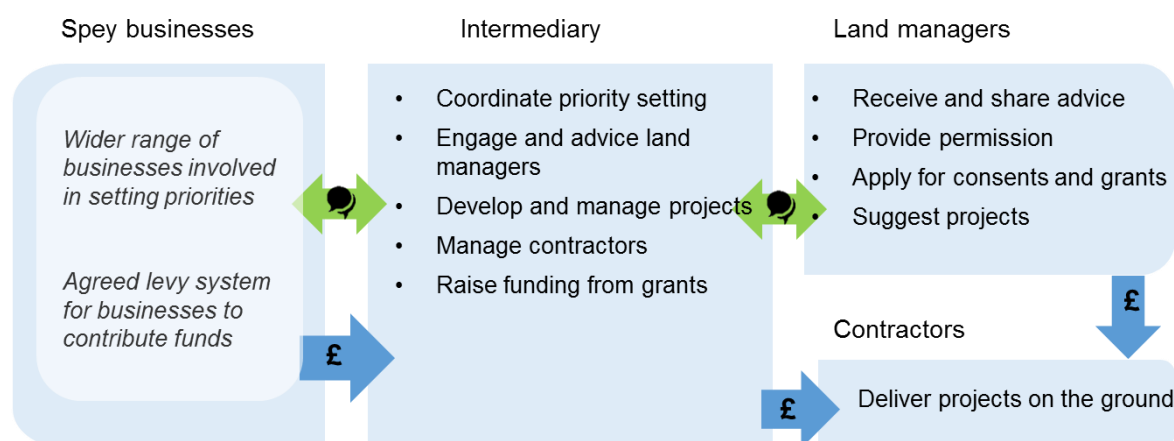 Spey businesses
Wider range of
businesses involved
in setting priorities
Agreed levy system
for businesses to
contribute funds
£
Intermediary
• Coordinate priority setting
• Engage and advice land
managers
• Develop and manage projects
• Manage contractors
• Raise funding from grants
£
Land managers
• Receive and share advice
• Provide permission
• Apply for consents and grants
• Suggest projects
£
Contractors
Deliver projects on the ground